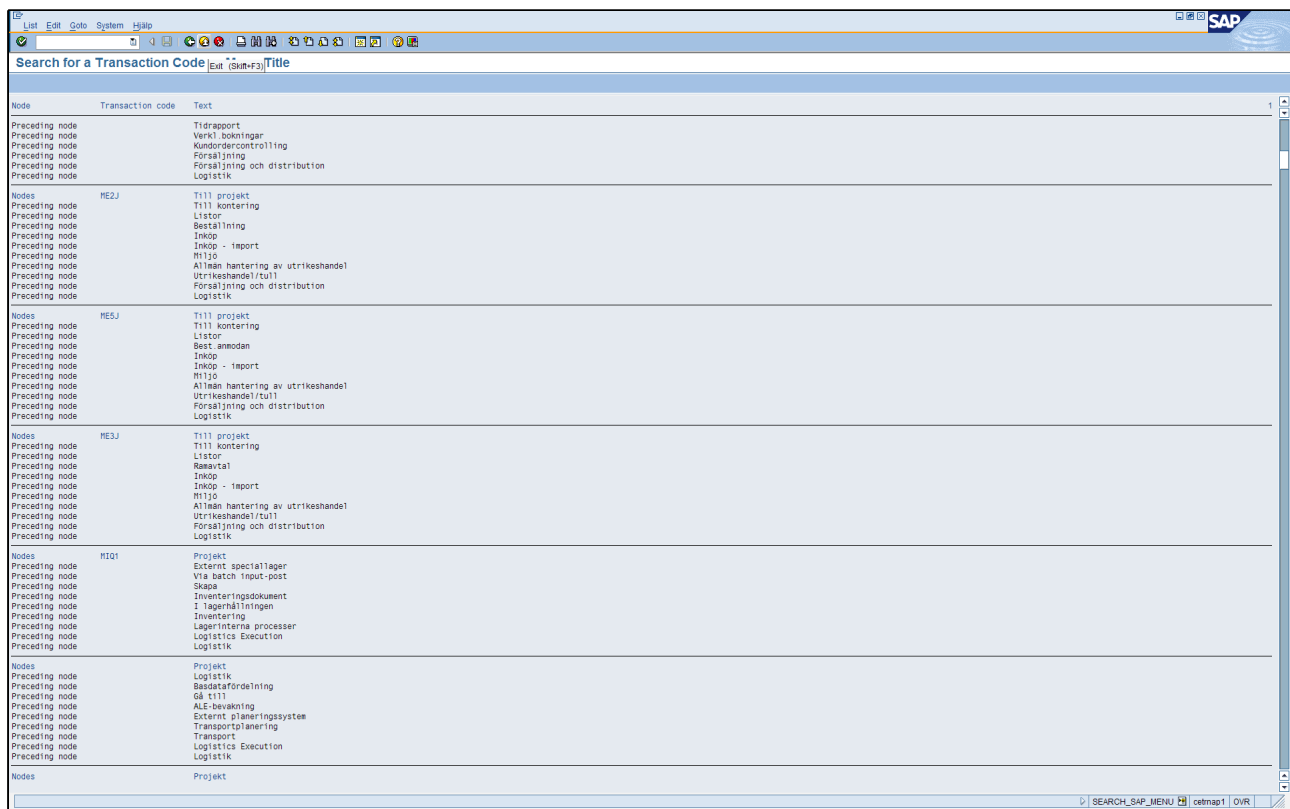 List Edit Goto System Hjälp
SAP
Search for a Transaction Code Exit (Skift+F3) Title
Node Transaction code Text 1
Preceding node Tidrapport
Preceding node Verkl.bokningar
Preceding node Kundordercontrolling
Preceding node Försäljning
Preceding node Försäljning och distribution
Preceding node Logistik
Nodes ME2J Till projekt
Preceding node Till kontering
Preceding node Listor
Preceding node Beställning
Preceding node Inköp
Preceding node Inköp - import
Preceding node Miljö
Preceding node Allmän hantering av utrikeshandel
Preceding node Utrikeshandel/tull
Preceding node Försäljning och distribution
Preceding node Logistik
Nodes ME5J Till projekt
Preceding node Till kontering
Preceding node Listor
Preceding node Best.anmodan
Preceding node Inköp
Preceding node Inköp - import
Preceding node Miljö
Preceding node Allmän hantering av utrikeshandel
Preceding node Utrikeshandel/tull
Preceding node Försäljning och distribution
Preceding node Logistik
Nodes ME3J Till projekt
Preceding node Till kontering
Preceding node Listor
Preceding node Ramavtal
Preceding node Inköp
Preceding node Inköp - import
Preceding node Miljö
Preceding node Allmän hantering av utrikeshandel
Preceding node Utrikeshandel/tull
Preceding node Försäljning och distribution
Preceding node Logistik
Nodes MIQ1 Projekt
Preceding node Externt speciallager
Preceding node Via batch input-post
Preceding node Skapa
Preceding node Inventeringsdokument
Preceding node I lagerhållningen
Preceding node Inventering
Preceding node Lagerinterna processer
Preceding node Logistics Execution
Preceding node Logistik
Nodes Projekt
Preceding node Logistik
Preceding node Basdatafördelning
Preceding node Gå till
Preceding node ALE-bevakning
Preceding node Externt planeringssystem
Preceding node Transportplanering
Preceding node Transport
Preceding node Logistics Execution
Preceding node Logistik
Nodes Projekt
SEARCH_SAP_MENU cetrnap1 OVR